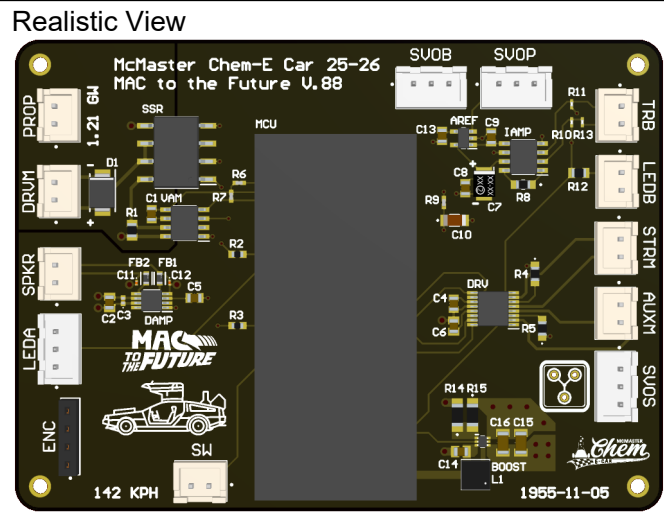 Realistic View
McMaster Chem-E Car 25-26
MAC to the Future V.88
SVOB
SVOP
PROP
1.21 GW
SSR
MCU
AREF
C13
C9
IAMP
R11
R10
R13
TRB
DRVM
-
D1
+
C1
VAM
R1
R6
R7
C8
+
C7
R8
R12
LEDB
R9
C10
STRM
SPKR
FB2
FB1
C11
C12
C5
C2
C3
DAMP
R2
R3
DRV
R4
C4
C6
R5
AUXM
LEDA
MAC
TO THE FUTURE
SVOS
ENC
SW
R14
R15
C16
C15
C14
BOOST
L1
MCMASTER
Chem
E-CAR
142 KPH
1955-11-05